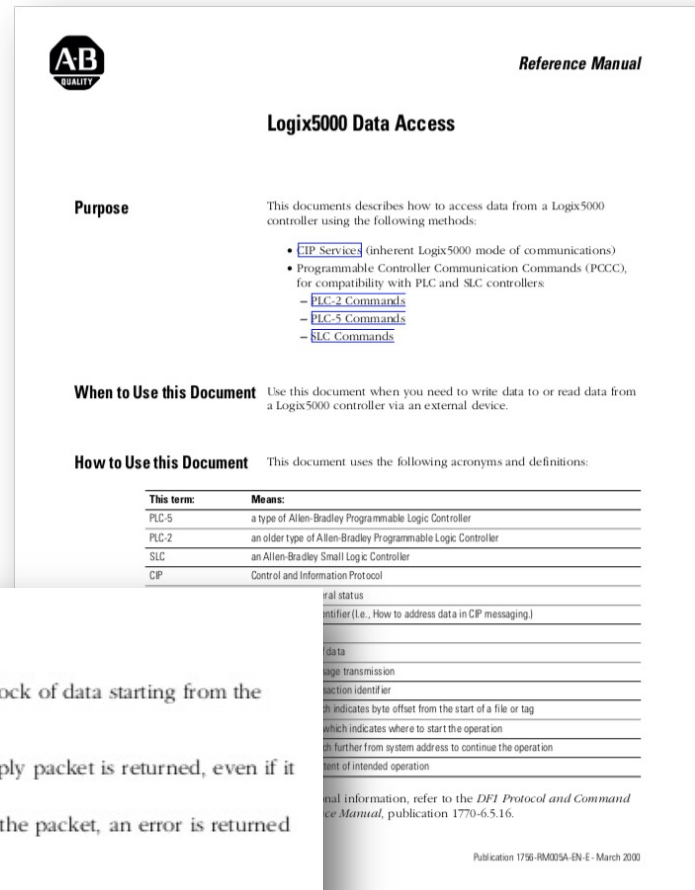 A-B
QUALITY
Reference Manual
Logix5000 Data Access
Purpose
This documents describes how to access data from a Logix5000
controller using the following methods:
• CIP Services (inherent Logix5000 mode of communications)
• Programmable Controller Communication Commands (PCCC),
for compatibility with PLC and SLC controllers:
– PLC-2 Commands
– PLC-5 Commands
– SLC Commands
When to Use this Document
Use this document when you need to write data to or read data from
a Logix5000 controller via an external device.
How to Use this Document
This document uses the following acronyms and definitions:
This term: Means:
PLC-5 a type of Allen-Bradley Programmable Logic Controller
PLC-2 an older type of Allen-Bradley Programmable Logic Controller
SLC an Allen-Bradley Small Logic Controller
CIP Control and Information Protocol
ral status
ntifier (I.e., How to address data in CIP messaging.)
data
sage transmission
saction identifier
ch indicates byte offset from the start of a file or tag
which indicates where to start the operation
ch further from system address to continue the operation
tent of intended operation
nal information, refer to the DF1 Protocol and Command
ce Manual, publication 1770-6.5.16.
Publication 1756-RM005A-EN-E - March 2000
ock of data starting from the
ply packet is returned, even if it
the packet, an error is returned